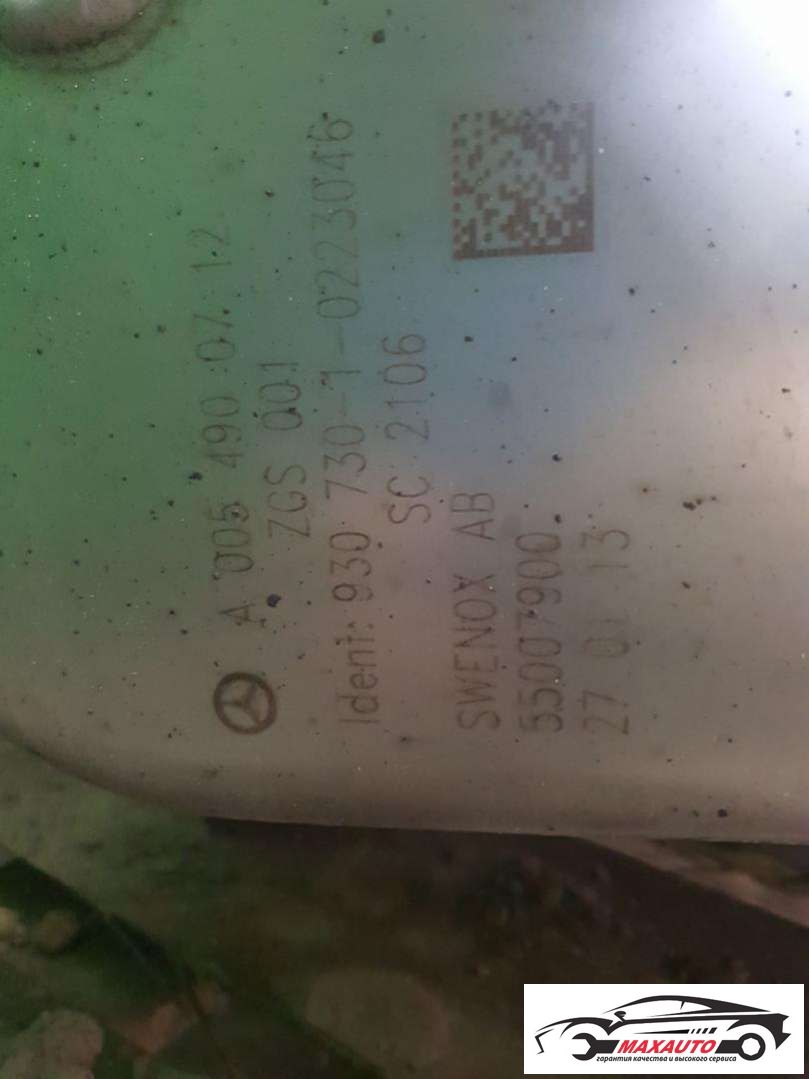 A 005 490 07 12
ZGS 001
Ident: 930 730-1-0223046
SC 2106
SWENOX AB
55007900
27 01 13
MAXAUTO
гарантия качества и высокого сервиса